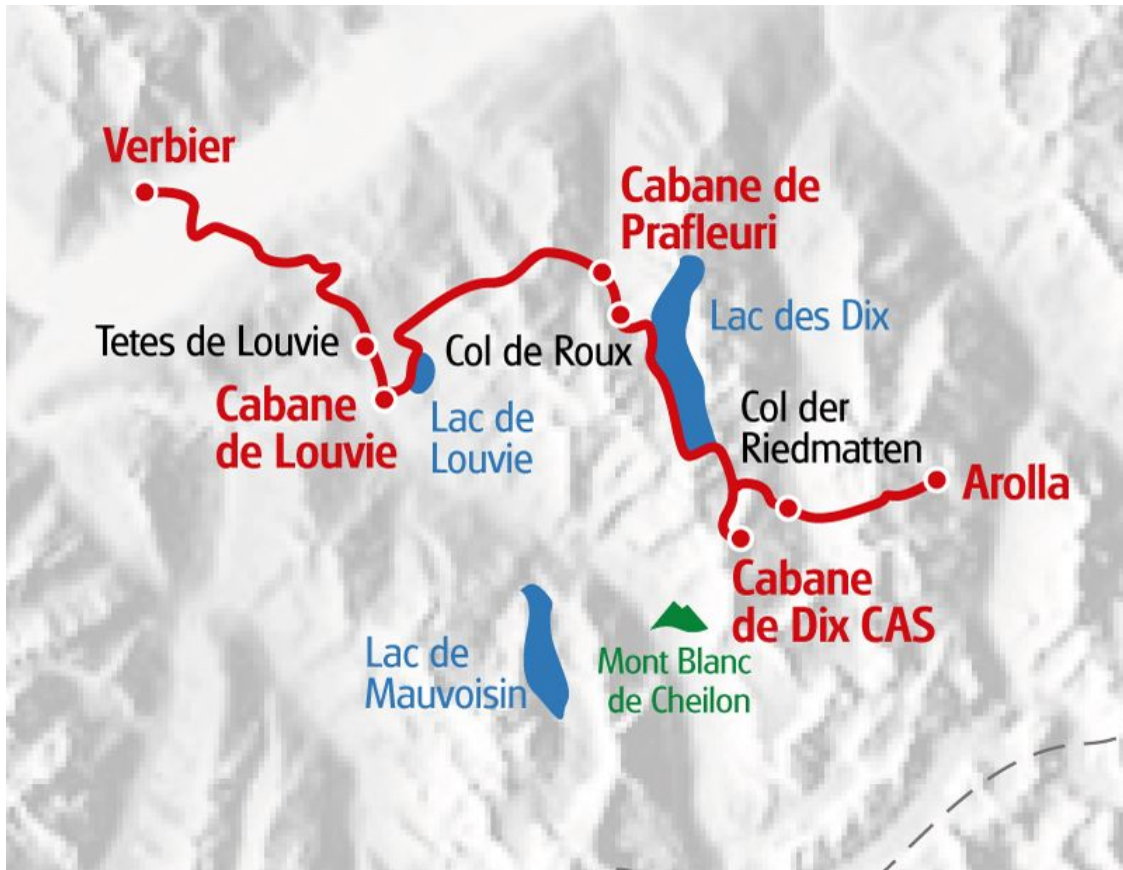 Verbier
Cabane de
Prafleuri
Lac des Dix
Tetes de Louvie
Col de Roux
Cabane
de Louvie
Lac de
Louvie
Col der
Riedmatten
Arolla
Cabane
de Dix CAS
Lac de
Mauvoisin
Mont Blanc
de Cheilon